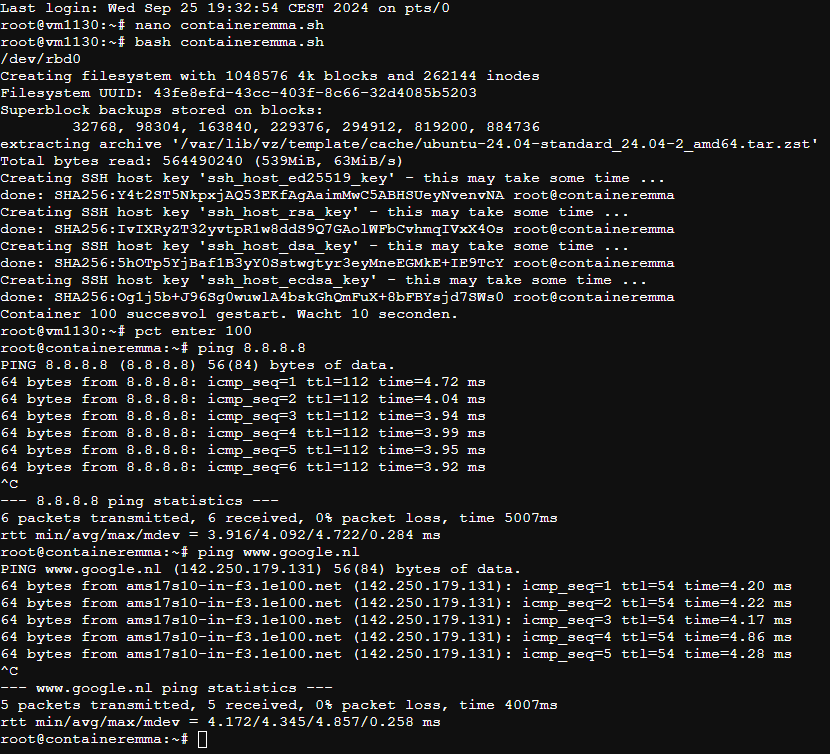 Last login: Wed Sep 25 19:32:54 CEST 2024 on pts/0
root@vm1130:~# nano containeremma.sh
root@vm1130:~# bash containeremma.sh
/dev/rbd0
Creating filesystem with 1048576 4k blocks and 262144 inodes
Filesystem UUID: 43fe8efd-43cc-403f-8c66-32d4085b5203
Superblock backups stored on blocks:
        32768, 98304, 163840, 229376, 294912, 819200, 884736
extracting archive '/var/lib/vz/template/cache/ubuntu-24.04-standard_24.04-2_amd64.tar.zst'
Total bytes read: 564490240 (539MiB, 63MiB/s)
Creating SSH host key 'ssh_host_ed25519_key' - this may take some time ...
done: SHA256:Y4t2ST5NkpxjAQ53EKfAgAaimMwC5ABHSUeyNvenvNA root@containeremma
Creating SSH host key 'ssh_host_rsa_key' - this may take some time ...
done: SHA256:IvIXRyZT32yvtpR1w8ddS9Q7GAolWFbCvhmqIVxX4Os root@containeremma
Creating SSH host key 'ssh_host_dsa_key' - this may take some time ...
done: SHA256:5hOTp5YjBaf1B3yY0Sstwgtyr3eyMneEGMkE+IE9TcY root@containeremma
Creating SSH host key 'ssh_host_ecdsa_key' - this may take some time ...
done: SHA256:Og1j5b+J96Sg0wuwlA4bskGhQmFuX+8bFBYsjd7SWs0 root@containeremma
Container 100 succesvol gestart. Wacht 10 seconden.
root@vm1130:~# pct enter 100
root@containeremma:~# ping 8.8.8.8
PING 8.8.8.8 (8.8.8.8) 56(84) bytes of data.
64 bytes from 8.8.8.8: icmp_seq=1 ttl=112 time=4.72 ms
64 bytes from 8.8.8.8: icmp_seq=2 ttl=112 time=4.04 ms
64 bytes from 8.8.8.8: icmp_seq=3 ttl=112 time=3.94 ms
64 bytes from 8.8.8.8: icmp_seq=4 ttl=112 time=3.99 ms
64 bytes from 8.8.8.8: icmp_seq=5 ttl=112 time=3.95 ms
64 bytes from 8.8.8.8: icmp_seq=6 ttl=112 time=3.92 ms
^C
--- 8.8.8.8 ping statistics ---
6 packets transmitted, 6 received, 0% packet loss, time 5007ms
rtt min/avg/max/mdev = 3.916/4.092/4.722/0.284 ms
root@containeremma:~# ping www.google.nl
PING www.google.nl (142.250.179.131) 56(84) bytes of data.
64 bytes from ams17s10-in-f3.1e100.net (142.250.179.131): icmp_seq=1 ttl=54 time=4.20 ms
64 bytes from ams17s10-in-f3.1e100.net (142.250.179.131): icmp_seq=2 ttl=54 time=4.22 ms
64 bytes from ams17s10-in-f3.1e100.net (142.250.179.131): icmp_seq=3 ttl=54 time=4.17 ms
64 bytes from ams17s10-in-f3.1e100.net (142.250.179.131): icmp_seq=4 ttl=54 time=4.86 ms
64 bytes from ams17s10-in-f3.1e100.net (142.250.179.131): icmp_seq=5 ttl=54 time=4.28 ms
^C
--- www.google.nl ping statistics ---
5 packets transmitted, 5 received, 0% packet loss, time 4007ms
rtt min/avg/max/mdev = 4.172/4.345/4.857/0.258 ms
root@containeremma:~#